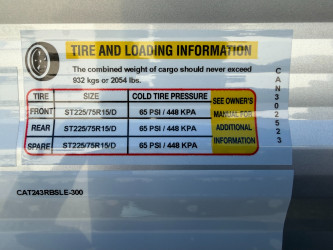 TIRE AND LOADING INFORMATION
The combined weight of cargo should never exceed
932 kgs or 2054 lbs.
TIRE SIZE COLD TIRE PRESSURE SEE OWNER'S
FRONT ST225/75R15/D 65 PSI / 448 KPA MANUAL FOR
REAR ST225/75R15/D 65 PSI / 448 KPA ADDITIONAL
SPARE ST225/75R15/D 65 PSI / 448 KPA INFORMATION
CAN302523
CAT243RBSLE-300